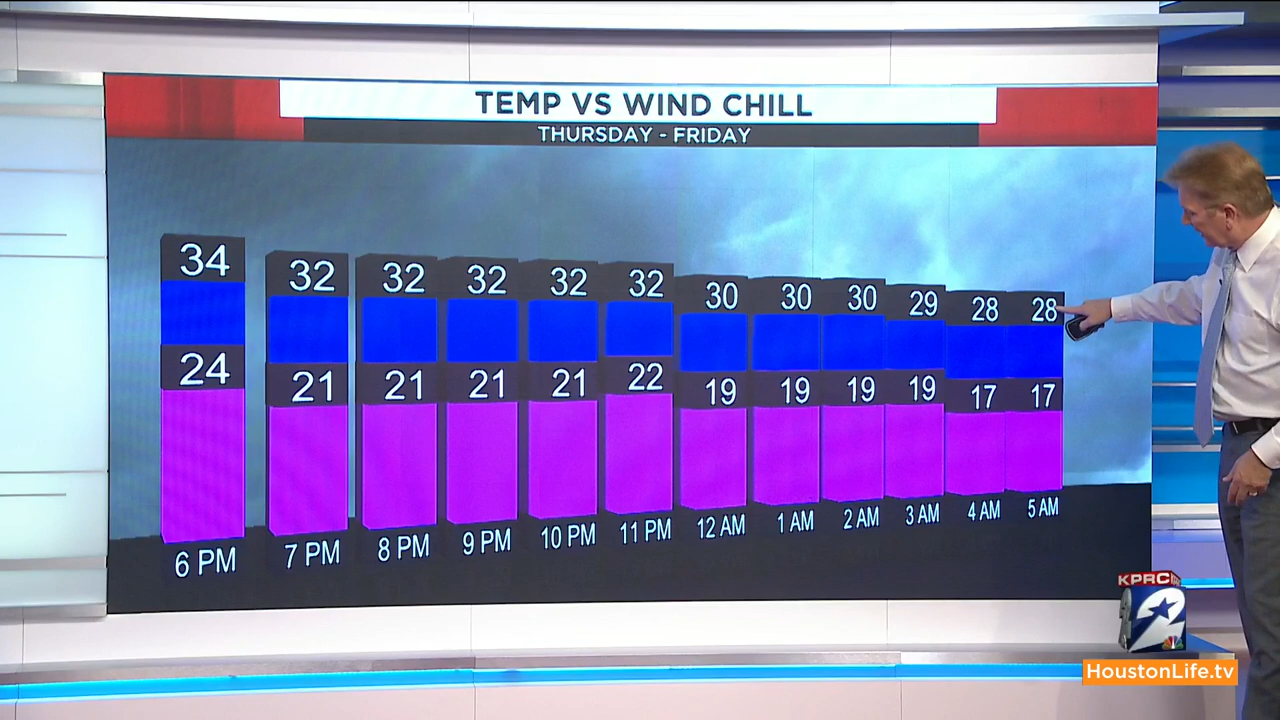 TEMP VS WIND CHILL
THURSDAY - FRIDAY
34 32 32 32 32 32 30 30 30 29 28 28
24 21 21 21 21 22 19 19 19 19 17 17
6 PM 7 PM 8 PM 9 PM 10 PM 11 PM 12 AM 1 AM 2 AM 3 AM 4 AM 5 AM
KPRC
2
HoustonLife.tv